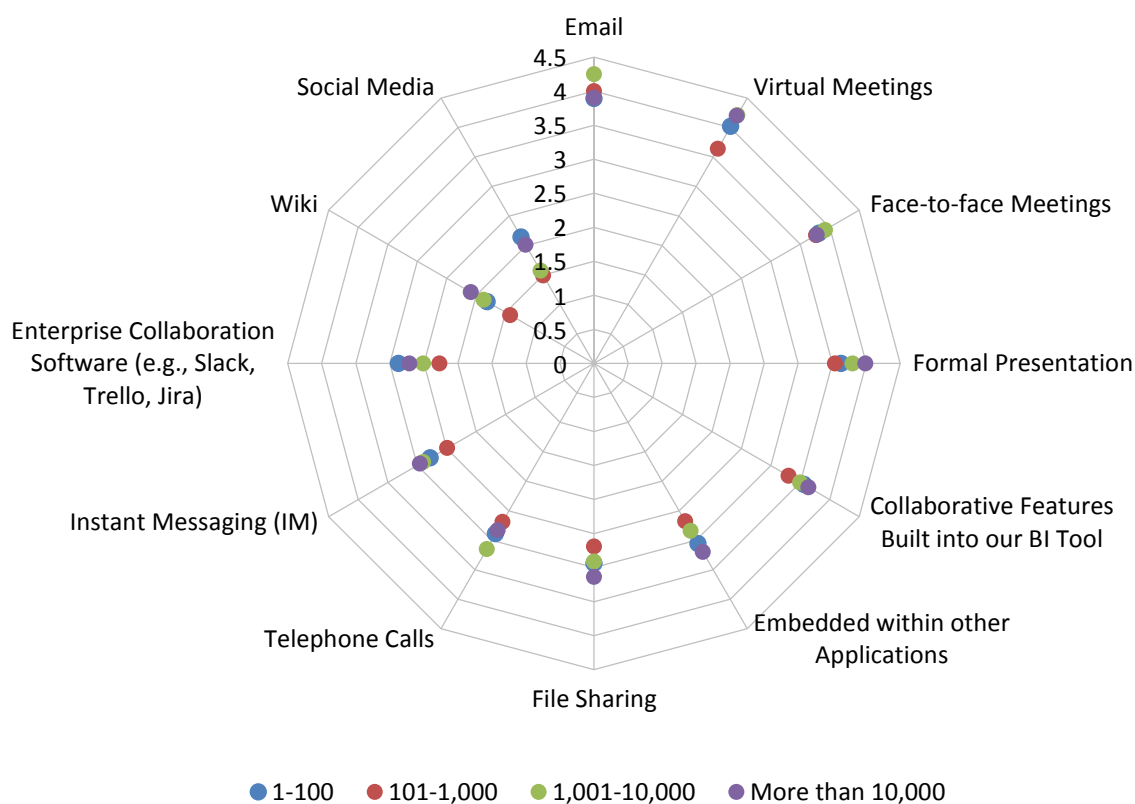 Email
4.5
Social Media
Virtual Meetings
4
3.5
3
Wiki
Face-to-face Meetings
2.5
2
1.5
1
Enterprise Collaboration
Software (e.g., Slack,
Trello, Jira)
0.5
0
Formal Presentation
Instant Messaging (IM)
Collaborative Features
Built into our BI Tool
Telephone Calls
Embedded within other
Applications
File Sharing
1-100 101-1,000 1,001-10,000 More than 10,000